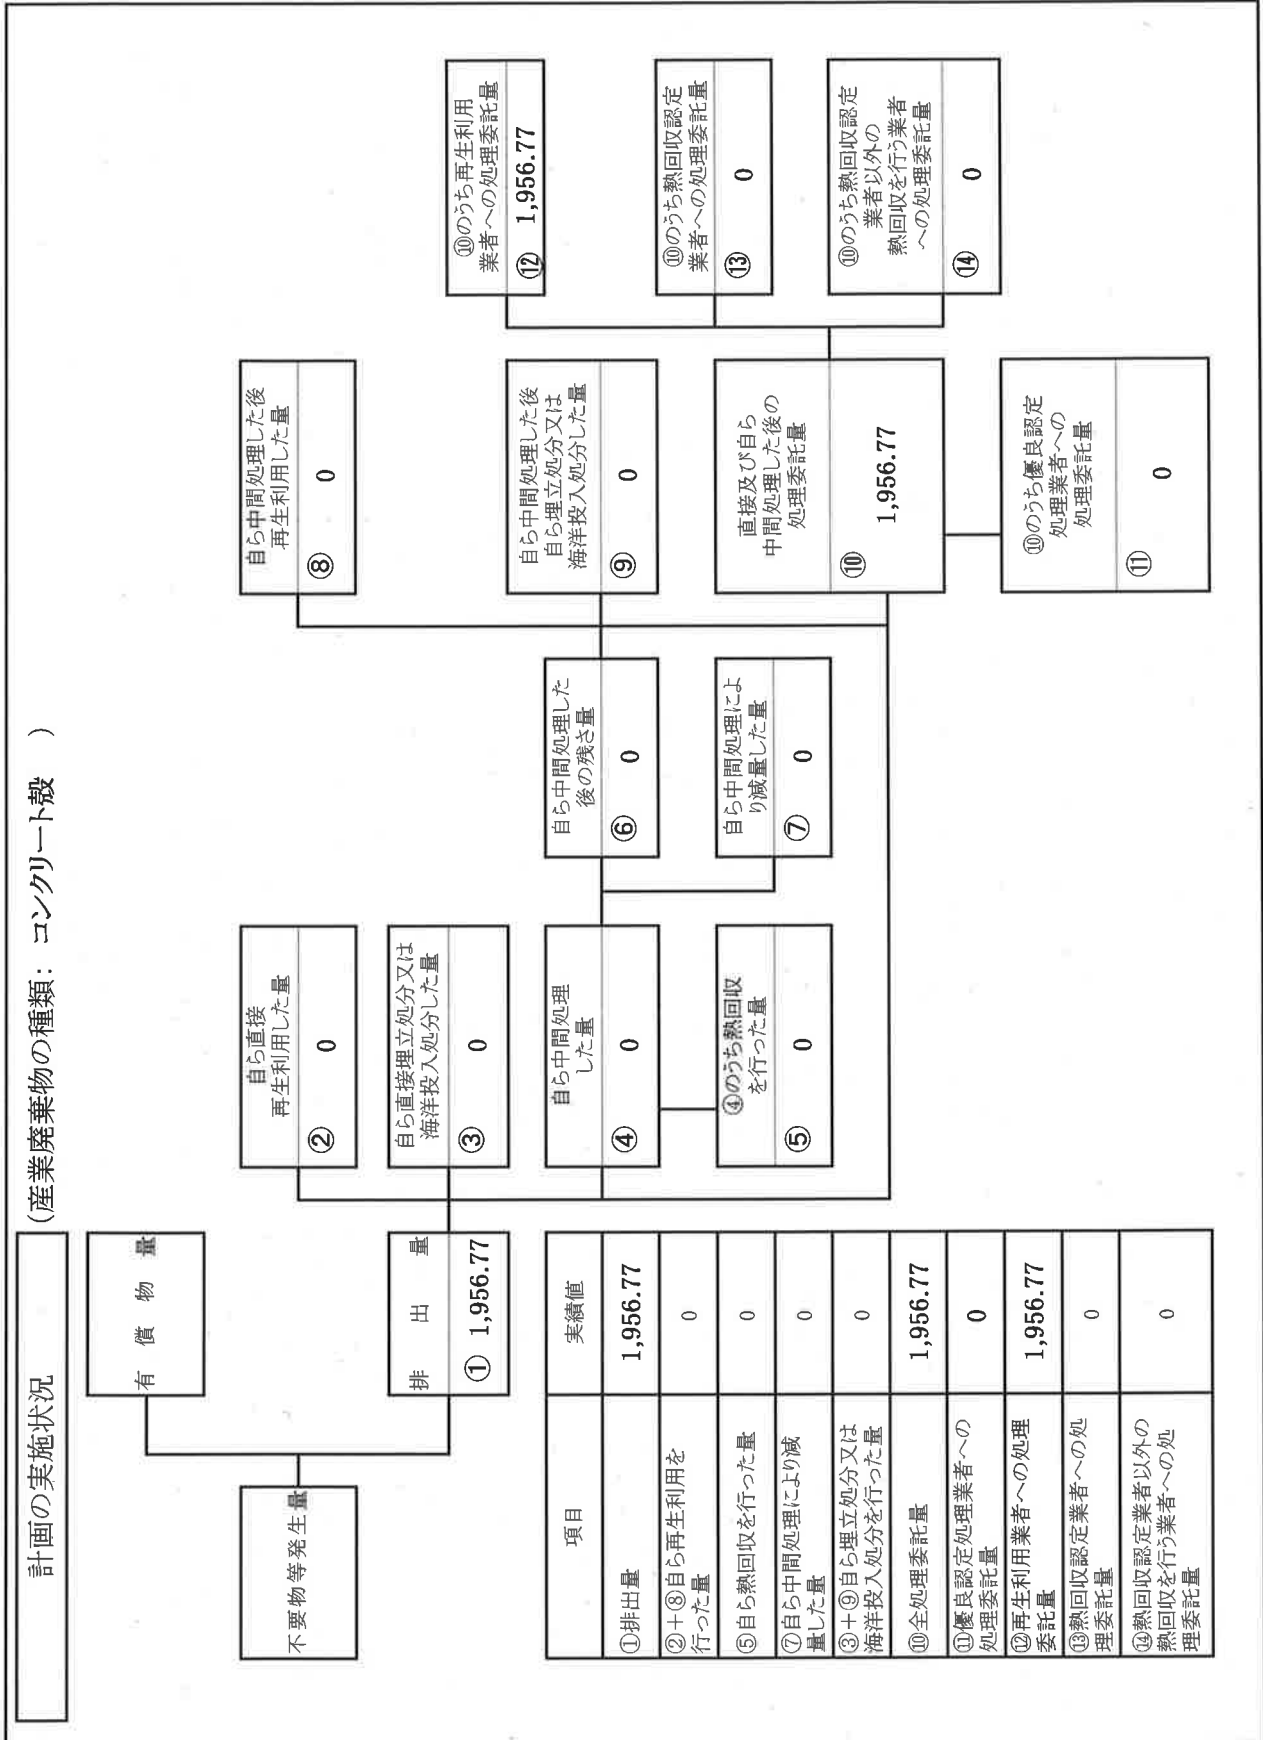 計画の実施状況
(産業廃棄物の種類： コンクリート殻 )
不要物等発生量
有 償 物 量
排 出 量
① 1,956.77
自ら直接
再生利用した量
② 0
自ら直接埋立処分又は
海洋投入処分した量
③ 0
自ら中間処理
した量
④ 0
④のうち熱回収
を行った量
⑤ 0
自ら中間処理した
後の残さ量
⑥ 0
自ら中間処理によ
り減量した量
⑦ 0
自ら中間処理した後
再生利用した量
⑧ 0
自ら中間処理した後
自ら埋立処分又は
海洋投入処分した量
⑨ 0
直接及び自ら
中間処理した後の
処理委託量
⑩ 1,956.77
⑩のうち優良認定
処理業者への
処理委託量
⑪ 0
⑩のうち再生利用
業者への処理委託量
⑫ 1,956.77
⑩のうち熱回収認定
業者への処理委託量
⑬ 0
⑩のうち熱回収認定
業者以外の
熱回収を行う業者
への処理委託量
⑭ 0
項目 実績値
①排出量 1,956.77
②＋⑧自ら再生利用を
行った量 0
⑤自ら熱回収を行った量 0
⑦自ら中間処理により減
量した量 0
③＋⑨自ら埋立処分又は
海洋投入処分を行った量 0
⑩全処理委託量 1,956.77
⑪優良認定処理業者への
処理委託量 0
⑫再生利用業者への処理
委託量 1,956.77
⑬熱回収認定業者への処
理委託量 0
⑭熱回収認定業者以外の
熱回収を行う業者への処
理委託量 0